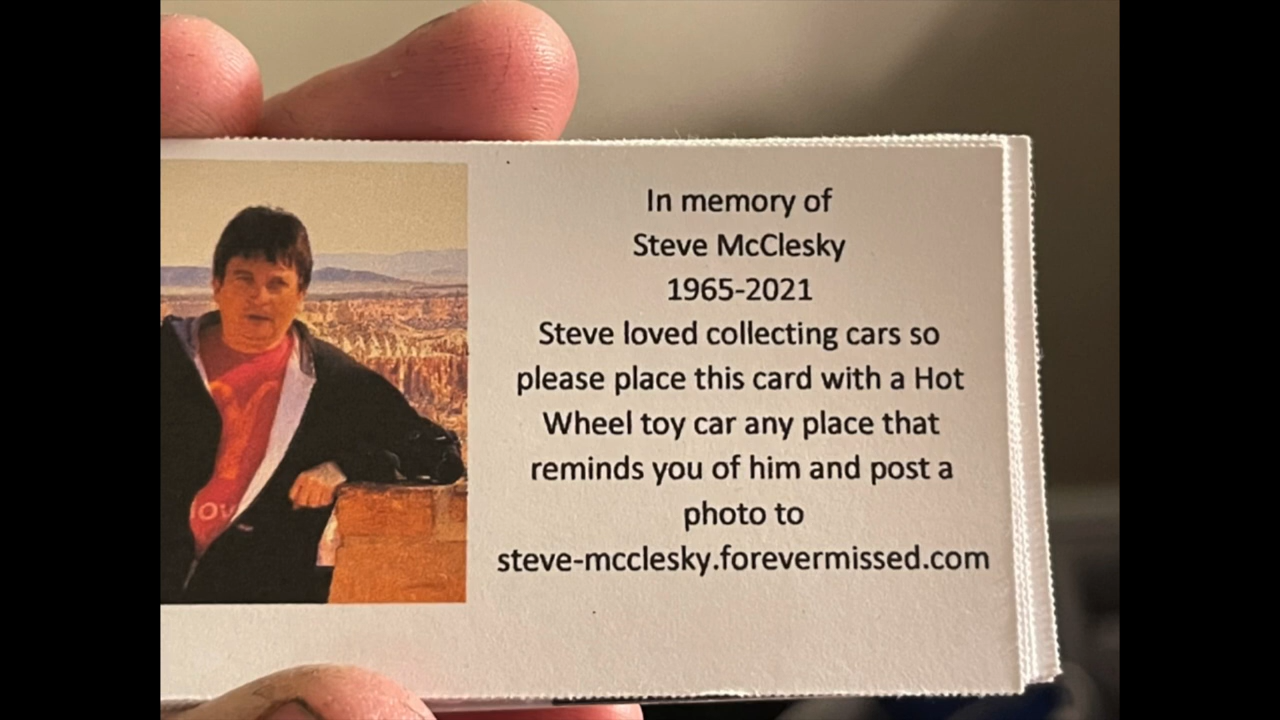 In memory of
Steve McClesky
1965-2021
Steve loved collecting cars so
please place this card with a Hot
Wheel toy car any place that
reminds you of him and post a
photo to
steve-mcclesky.forevermissed.com